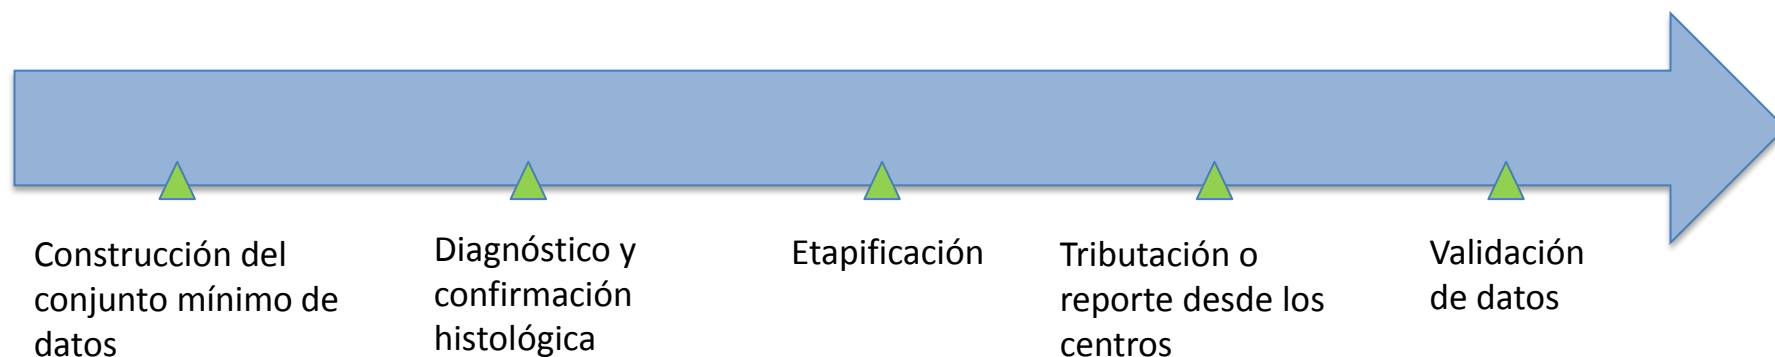 Construcción del
conjunto mínimo de
datos
Diagnóstico y
confirmación
histológica
Etapificación
Tributación o
reporte desde los
centros
Validación
de datos